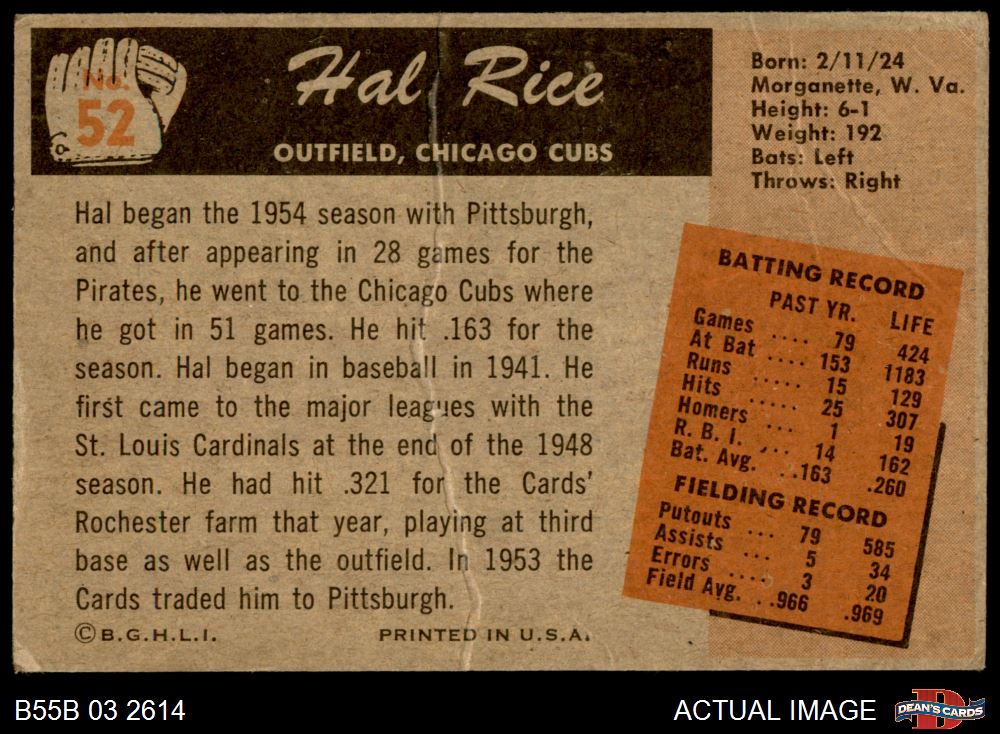 No.
52
Hal Rice
OUTFIELD, CHICAGO CUBS
Born: 2/11/24
Morganette, W. Va.
Height: 6-1
Weight: 192
Bats: Left
Throws: Right
Hal began the 1954 season with Pittsburgh,
and after appearing in 28 games for the
Pirates, he went to the Chicago Cubs where
he got in 51 games. He hit .163 for the
season. Hal began in baseball in 1941. He
first came to the major leagues with the
St. Louis Cardinals at the end of the 1948
season. He had hit .321 for the Cards'
Rochester farm that year, playing at third
base as well as the outfield. In 1953 the
Cards traded him to Pittsburgh.
©B.G.H.L.I. PRINTED IN U.S.A.
BATTING RECORD
PAST YR. LIFE
Games .... 79 424
At Bat .... 153 1183
Runs ..... 15 129
Hits ..... 25 307
Homers ... 1 19
R. B. I. ... 14 162
Bat. Avg. ..163 .260
FIELDING RECORD
Putouts ... 79 585
Assists ... 5 34
Errors .... 3 20
Field Avg. ..966 .969
B55B 03 2614
ACTUAL IMAGE
DEAN'S CARDS